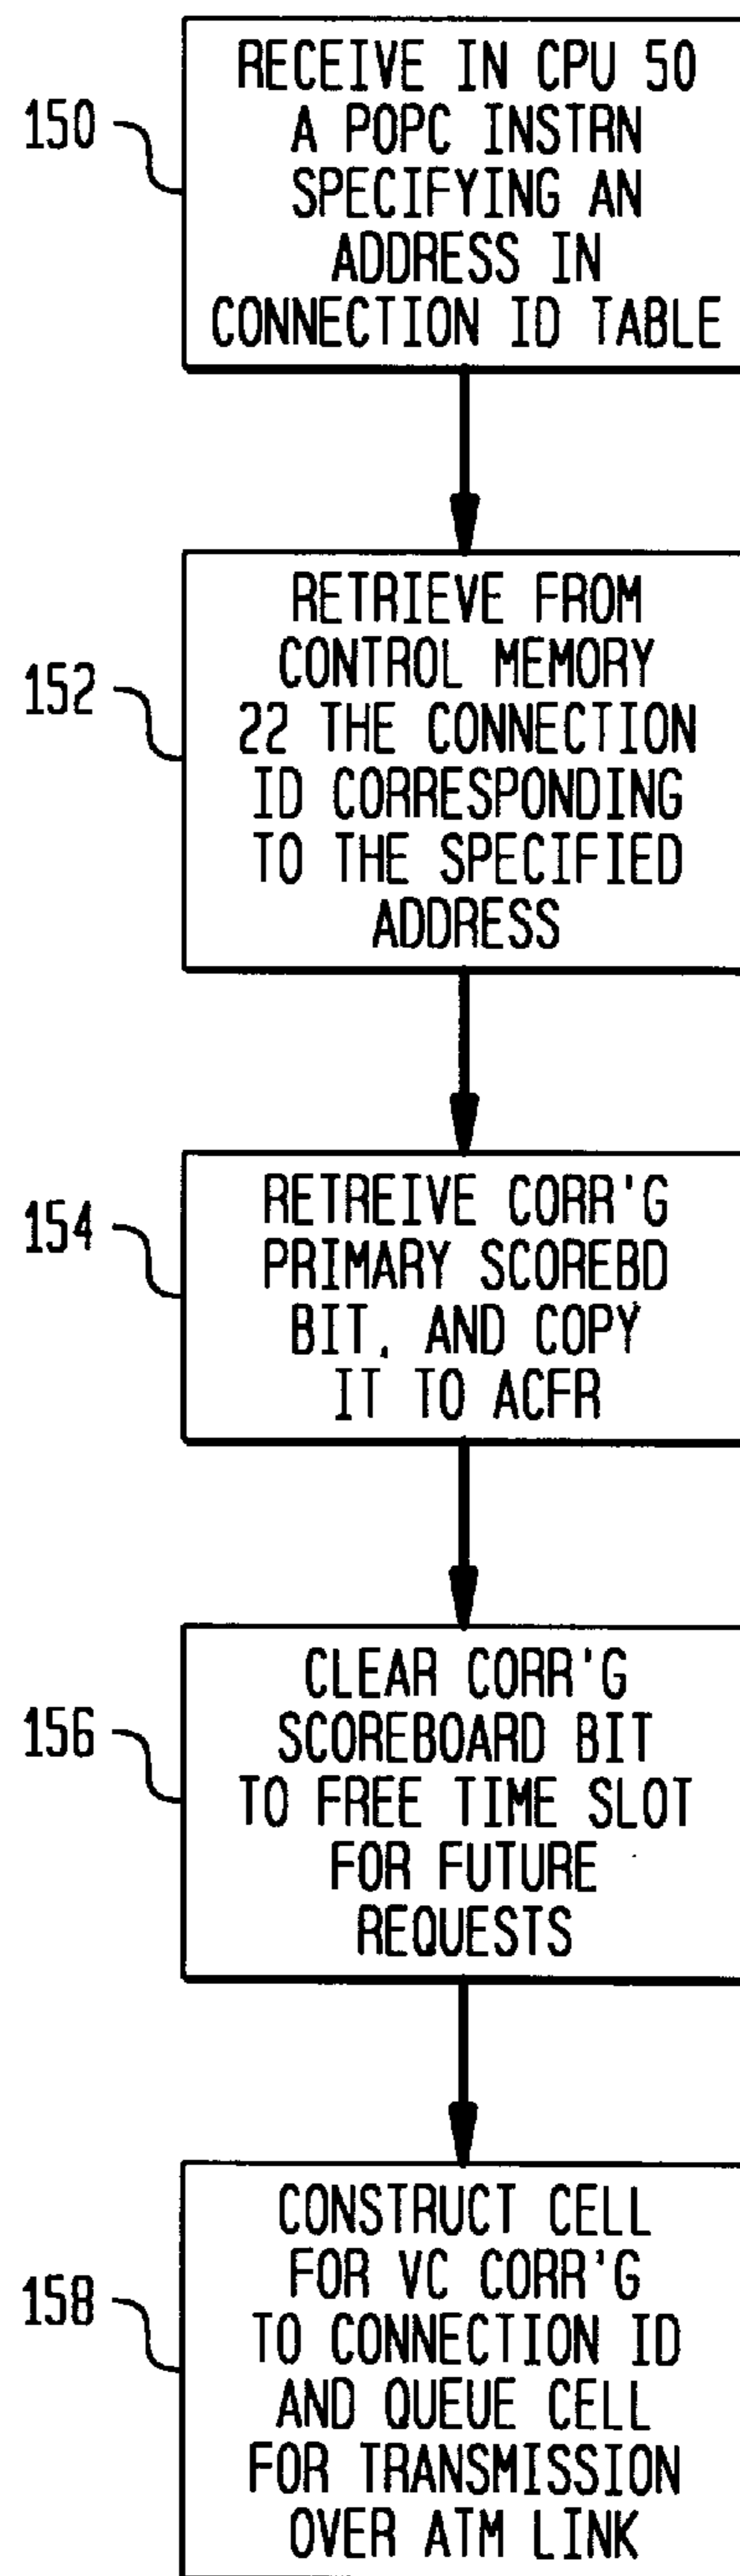 150
RECEIVE IN CPU 50
A POPC INSTRN
SPECIFYING AN
ADDRESS IN
CONNECTION ID TABLE
152
RETRIEVE FROM
CONTROL MEMORY
22 THE CONNECTION
ID CORRESPONDING
TO THE SPECIFIED
ADDRESS
154
RETREIVE CORR'G
PRIMARY SCOREBD
BIT, AND COPY
IT TO ACFR
156
CLEAR CORR'G
SCOREBOARD BIT
TO FREE TIME SLOT
FOR FUTURE
REQUESTS
158
CONSTRUCT CELL
FOR VC CORR'G
TO CONNECTION ID
AND QUEUE CELL
FOR TRANSMISSION
OVER ATM LINK